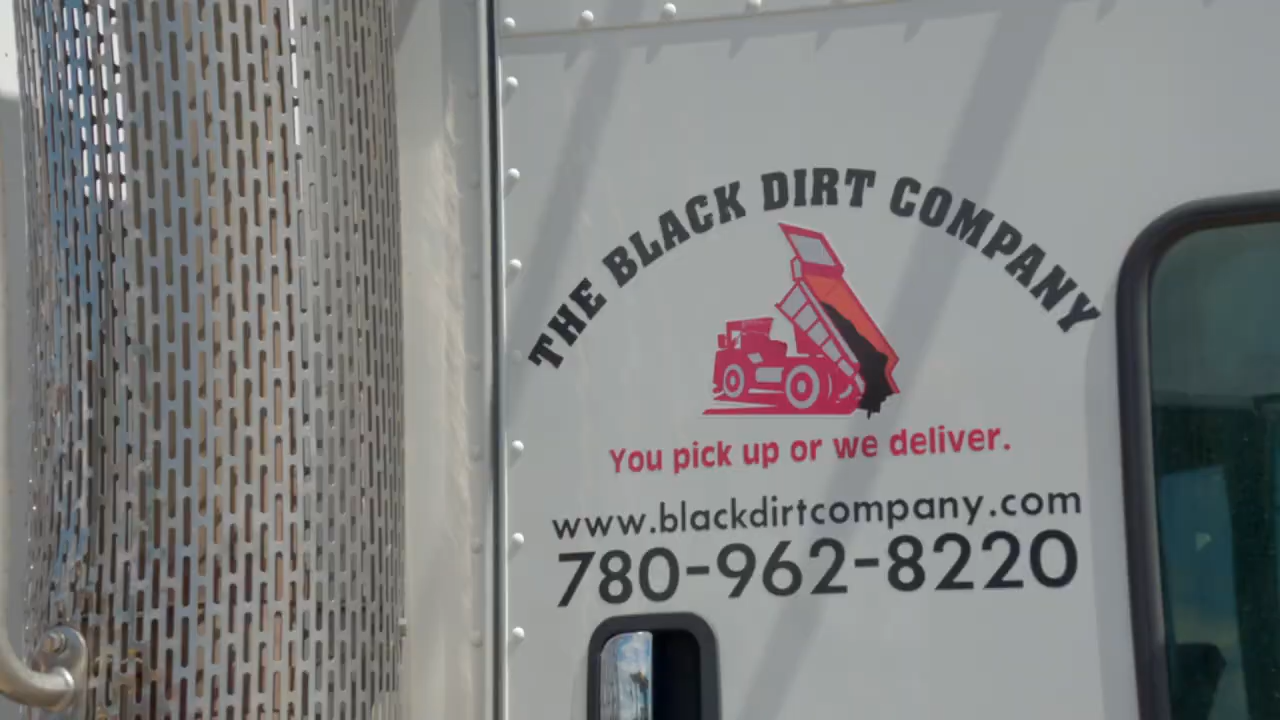 THE BLACK DIRT COMPANY
You pick up or we deliver.
www.blackdirtcompany.com
780-962-8220